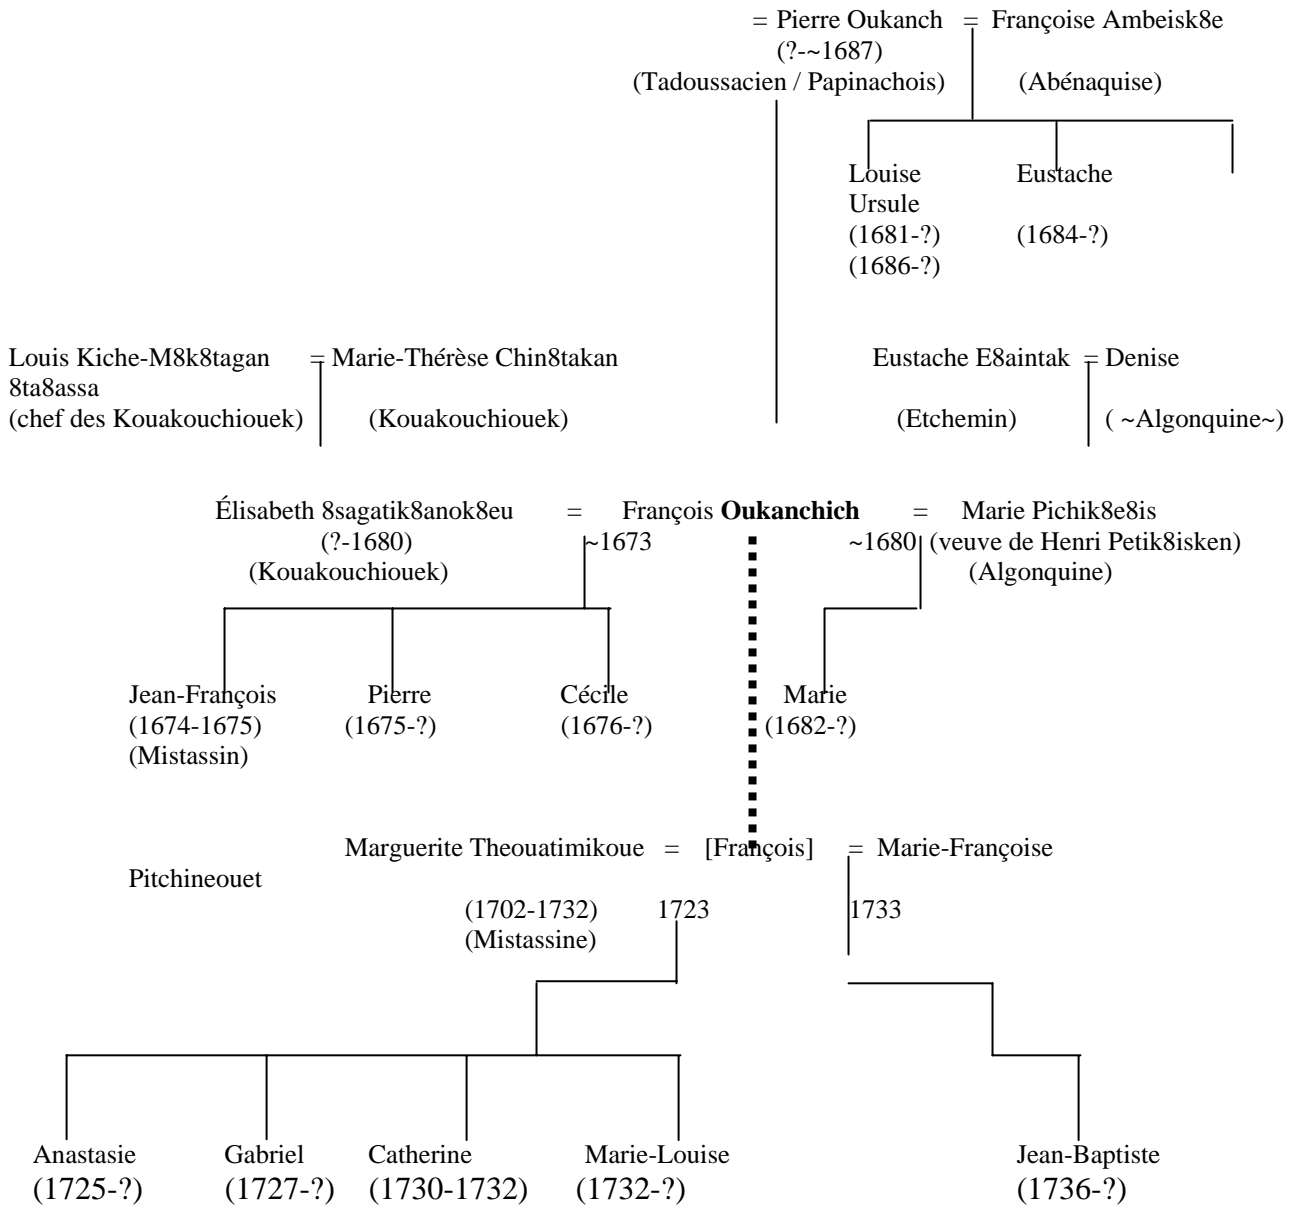 = Pierre Oukanch = Françoise Ambeisk8e
(?-~1687)
(Tadoussacien / Papinachois) (Abénaquise)
Louise Eustache
Ursule
(1681-?) (1684-?)
(1686-?)
Louis Kiche-M8k8tagan = Marie-Thérèse Chin8takan Eustache E8aintak = Denise
8ta8assa
(chef des Kouakouchiouek) (Kouakouchiouek) (Etchemin) ( ~Algonquine~)
Élisabeth 8sagatik8anok8eu = François Oukanchich = Marie Pichik8e8is
(?-1680) ~1673 ~1680 (veuve de Henri Petik8isken)
(Kouakouchiouek) (Algonquine)
Jean-François Pierre Cécile Marie
(1674-1675) (1675-?) (1676-?) (1682-?)
(Mistassin)
Marguerite Theouatimikoue = [François] = Marie-Françoise
Pitchineouet
(1702-1732) 1723 1733
(Mistassine)
Anastasie Gabriel Catherine Marie-Louise Jean-Baptiste
(1725-?) (1727-?) (1730-1732) (1732-?) (1736-?)